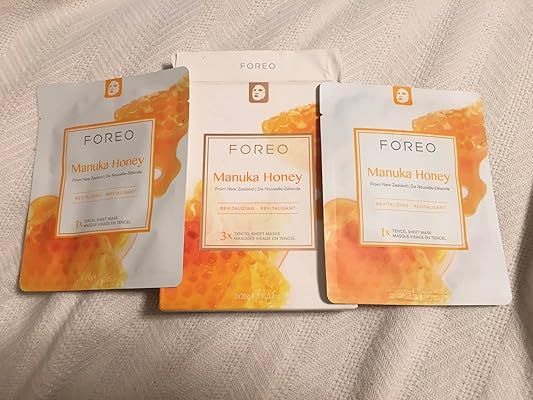 FOREO
Manuka Honey
From New Zealand | De Nouvelle-Zélande
REVITALIZING - REVITALISANT
1x TENCEL SHEET MASK
MASQUE VISAGE EN TENCEL
FOREO
FOREO
Manuka Honey
From New Zealand | De Nouvelle-Zélande
REVITALIZING - REVITALISANT
3x TENCEL SHEET MASKS
MASQUES VISAGE EN TENCEL
FOREO
Manuka Honey
From New Zealand | De Nouvelle-Zélande
REVITALIZING - REVITALISANT
1x TENCEL SHEET MASK
MASQUE VISAGE EN TENCEL